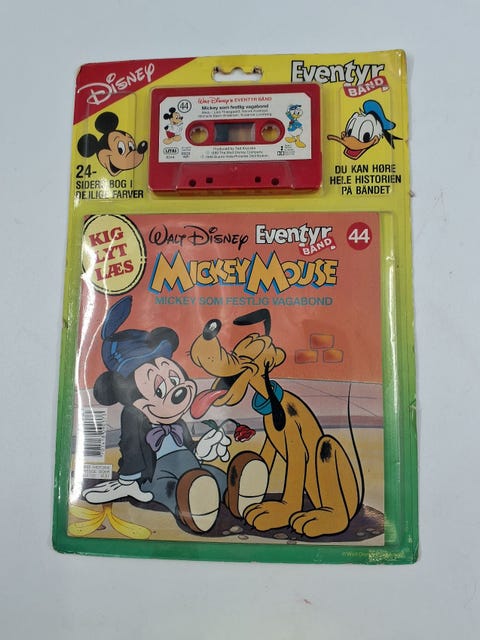 Disney
Eventyr
BÅND
44
Walt Disney's EVENTYR BÅND
Mickey som festlig vagabond
24-
SIDERS BOG I
DEJLIGE FARVER
DU KAN HØRE
HELE HISTORIEN
PÅ BÅNDET
KIG
LYT
LÆS
WALT DISNEY
Eventyr
BÅND
44
MICKEY MOUSE
MICKEY SOM FESTLIG VAGABOND